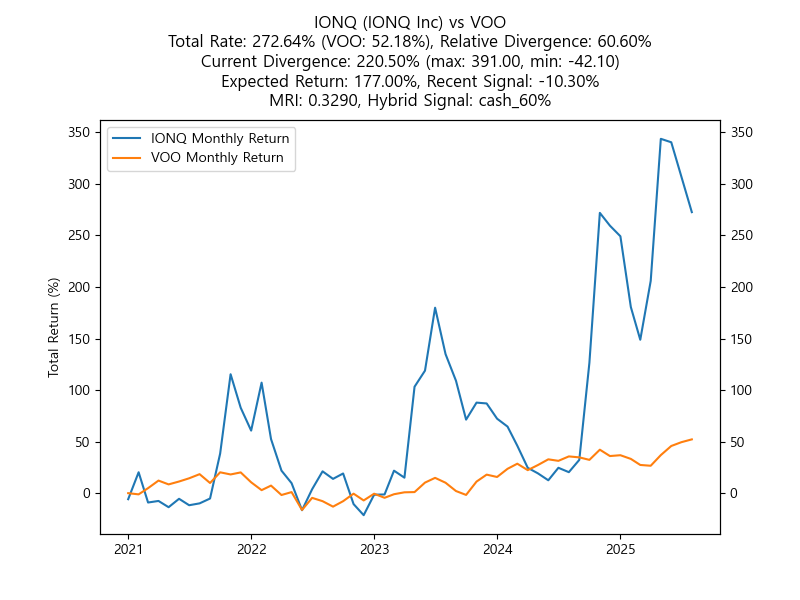 IONQ (IONQ Inc) vs VOO
Total Rate: 272.64% (VOO: 52.18%), Relative Divergence: 60.60%
Current Divergence: 220.50% (max: 391.00, min: -42.10)
Expected Return: 177.00%, Recent Signal: -10.30%
MRI: 0.3290, Hybrid Signal: cash_60%
IONQ Monthly Return
VOO Monthly Return
Total Return (%)
350
300
250
200
150
100
50
0
350
300
250
200
150
100
50
0
2021
2022
2023
2024
2025